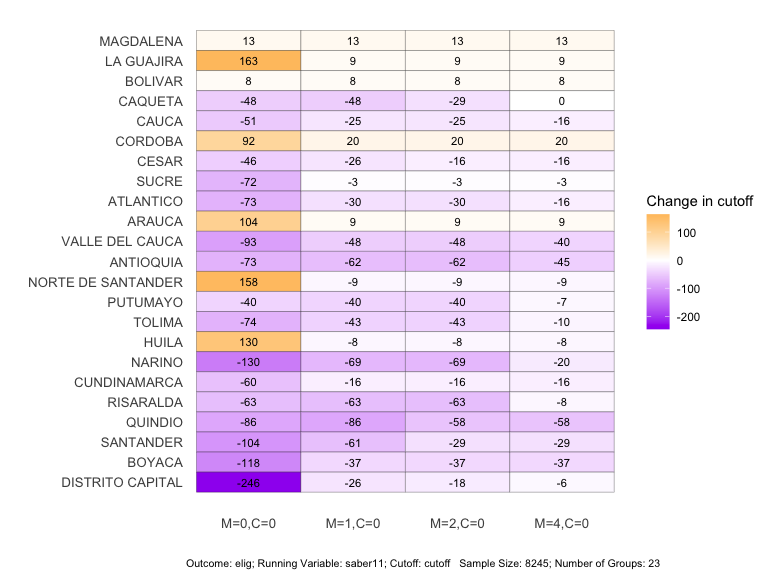 MAGDALENA 13 13 13 13
LA GUAJIRA 163 9 9 9
BOLIVAR 8 8 8 8
CAQUETA -48 -48 -29 0
CAUCA -51 -25 -25 -16
CORDOBA 92 20 20 20
CESAR -46 -26 -16 -16
SUCRE -72 -3 -3 -3
ATLANTICO -73 -30 -30 -16
ARAUCA 104 9 9 9
VALLE DEL CAUCA -93 -48 -48 -40
ANTIOQUIA -73 -62 -62 -45
NORTE DE SANTANDER 158 -9 -9 -9
PUTUMAYO -40 -40 -40 -7
TOLIMA -74 -43 -43 -10
HUILA 130 -8 -8 -8
NARINO -130 -69 -69 -20
CUNDINAMARCA -60 -16 -16 -16
RISARALDA -63 -63 -63 -8
QUINDIO -86 -86 -58 -58
SANTANDER -104 -61 -29 -29
BOYACA -118 -37 -37 -37
DISTRITO CAPITAL -246 -26 -18 -6
M=0,C=0 M=1,C=0 M=2,C=0 M=4,C=0
Change in cutoff
100
0
-100
-200
Outcome: elig; Running Variable: saber11; Cutoff: cutoff Sample Size: 8245; Number of Groups: 23